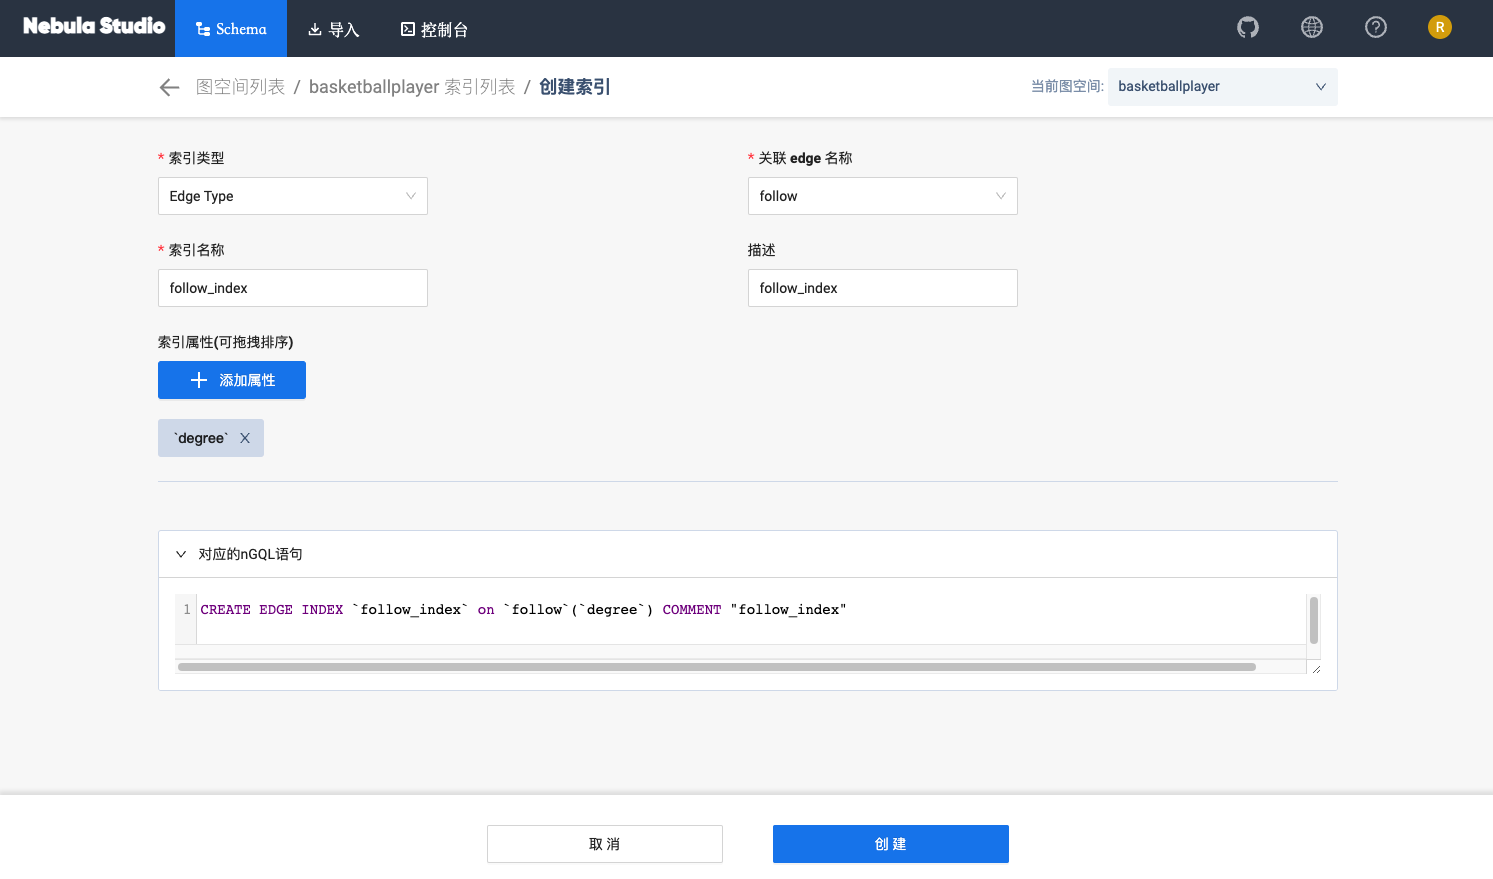 Nebula Studio
Schema
导入
控制台
R
图空间列表 / basketballplayer 索引列表 / 创建索引
当前图空间: basketballplayer
* 索引类型
Edge Type
* 关联 edge 名称
follow
* 索引名称
follow_index
描述
follow_index
索引属性(可拖拽排序)
添加属性
`degree` X
对应的nGQL语句
1 CREATE EDGE INDEX `follow_index` on `follow`(`degree`) COMMENT "follow_index"
取 消
创 建